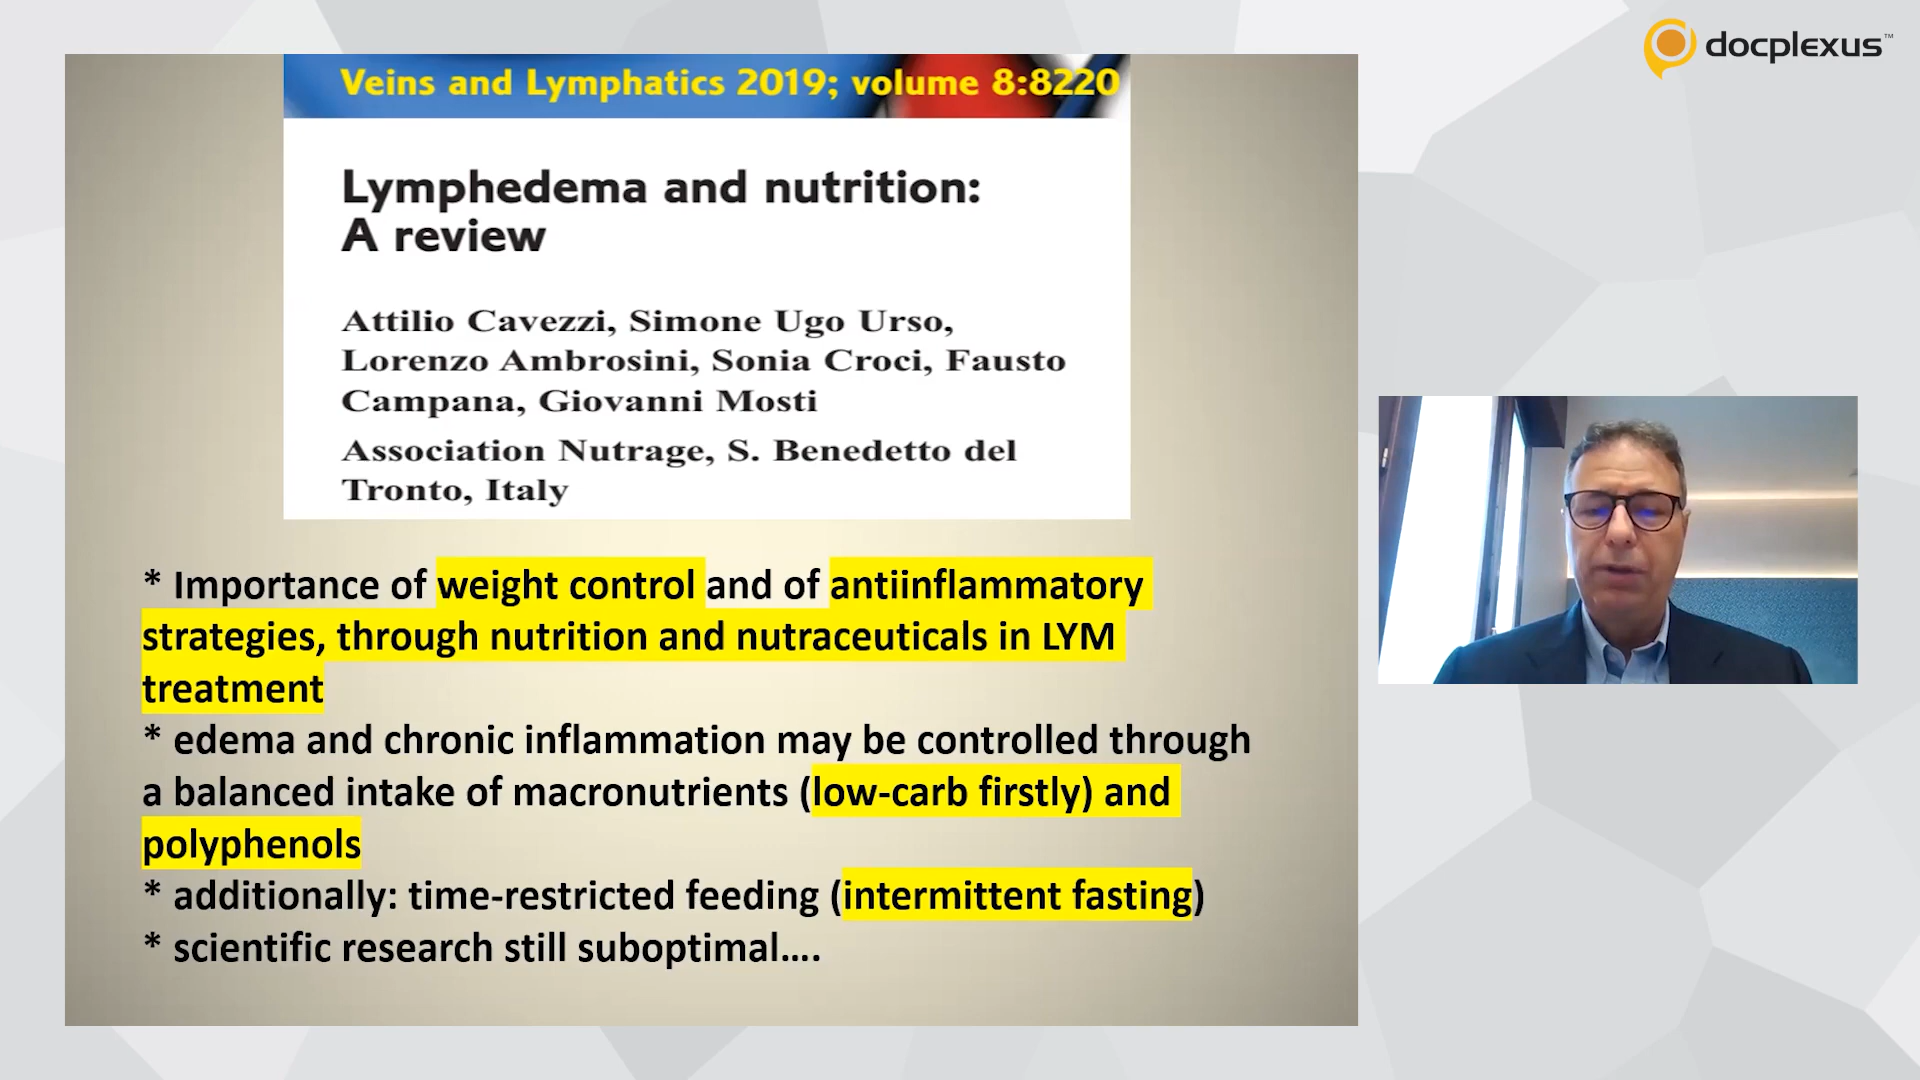 docplexus™
Veins and Lymphatics 2019; volume 8:8220
Lymphedema and nutrition:
A review
Attilio Cavezzi, Simone Ugo Urso,
Lorenzo Ambrosini, Sonia Croci, Fausto
Campana, Giovanni Mosti
Association Nutrage, S. Benedetto del
Tronto, Italy
* Importance of weight control and of antiinflammatory
strategies, through nutrition and nutraceuticals in LYM
treatment
* edema and chronic inflammation may be controlled through
a balanced intake of macronutrients (low-carb firstly) and
polyphenols
* additionally: time-restricted feeding (intermittent fasting)
* scientific research still suboptimal....